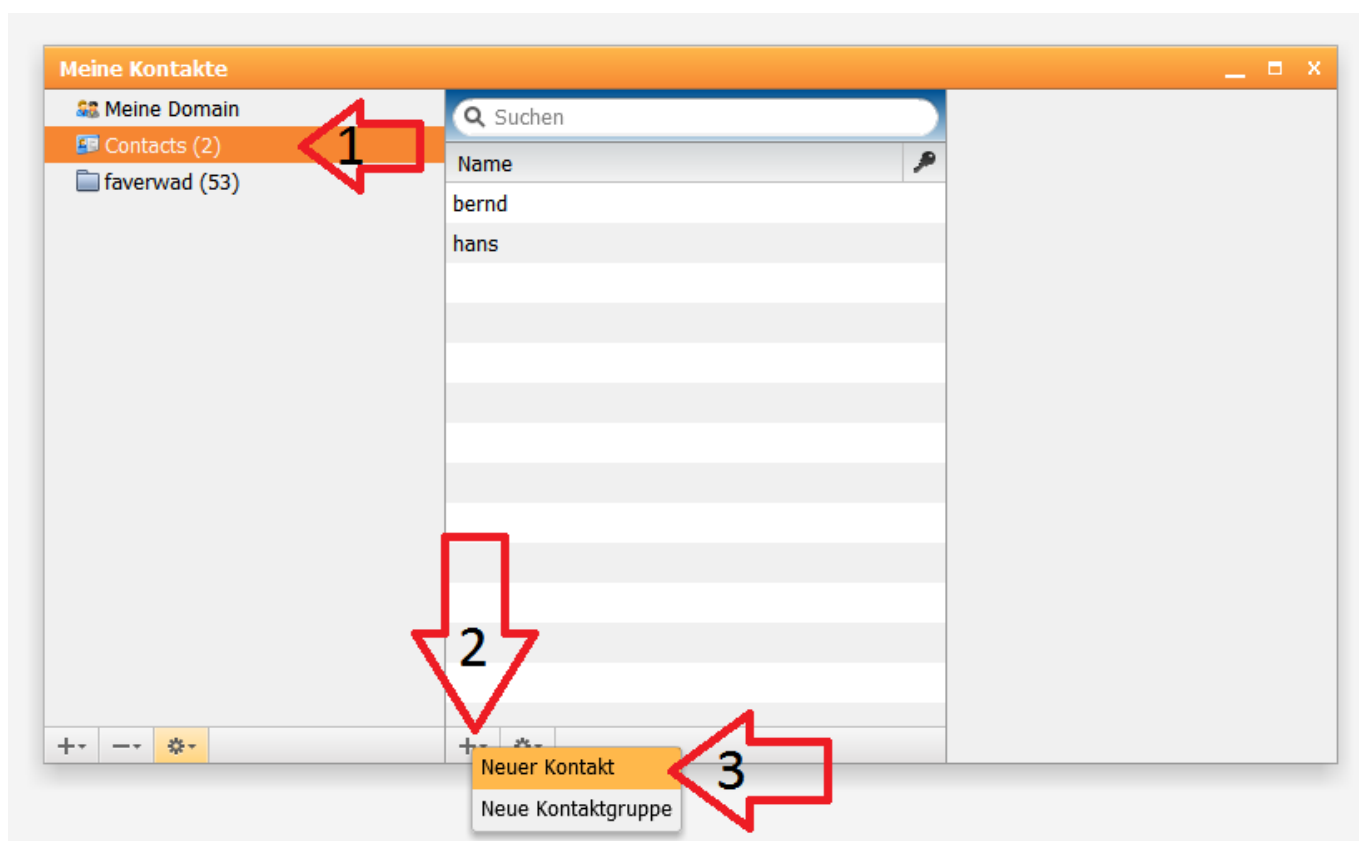 Meine Kontakte
Meine Domain
Contacts (2)
1
faverwad (53)
Suchen
Name
bernd
hans
2
Neuer Kontakt
3
Neue Kontaktgruppe